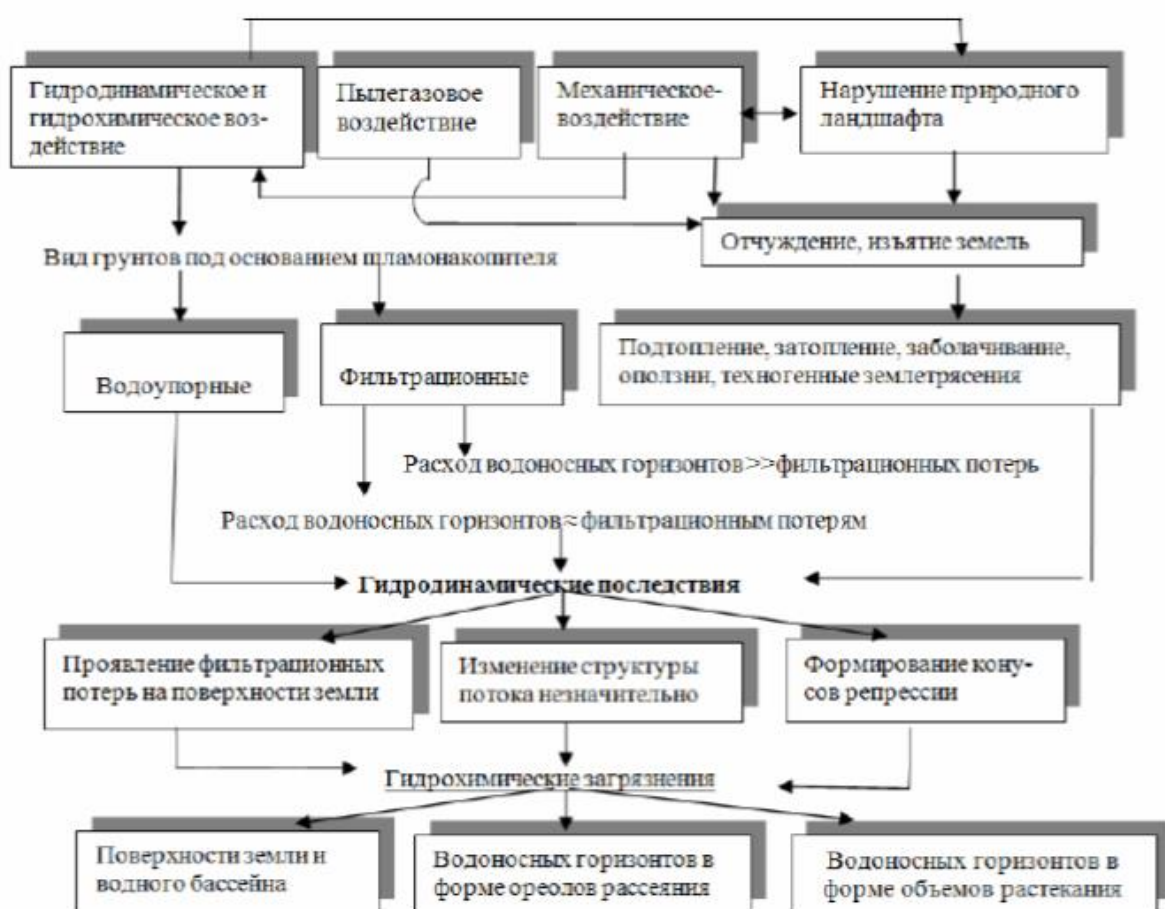 Гидродинамическое и
гидрохимическое воз-
действие
Пылегазовое
воздействие
Механическое-
воздействие
Нарушение природного
ландшафта
Отчуждение, изъятие земель
Вид грунтов под основанием шламонакопителя
Водоупорные
Фильтрационные
Подтопление, затопление, заболачивание,
оползни, техногенные землетрясения
Расход водоносных горизонтов>>фильтрационных потерь
Расход водоносных горизонтов≈фильтрационным потерям
Гидродинамические последствия
Проявление фильтрационных
потерь на поверхности земли
Изменение структуры
потока незначительно
Формирование кону-
сов репрессии
Гидрохимические загрязнения
Поверхности земли и
водного бассейна
Водоносных горизонтов в
форме ореолов рассеяния
Водоносных горизонтов в
форме объемов растекания